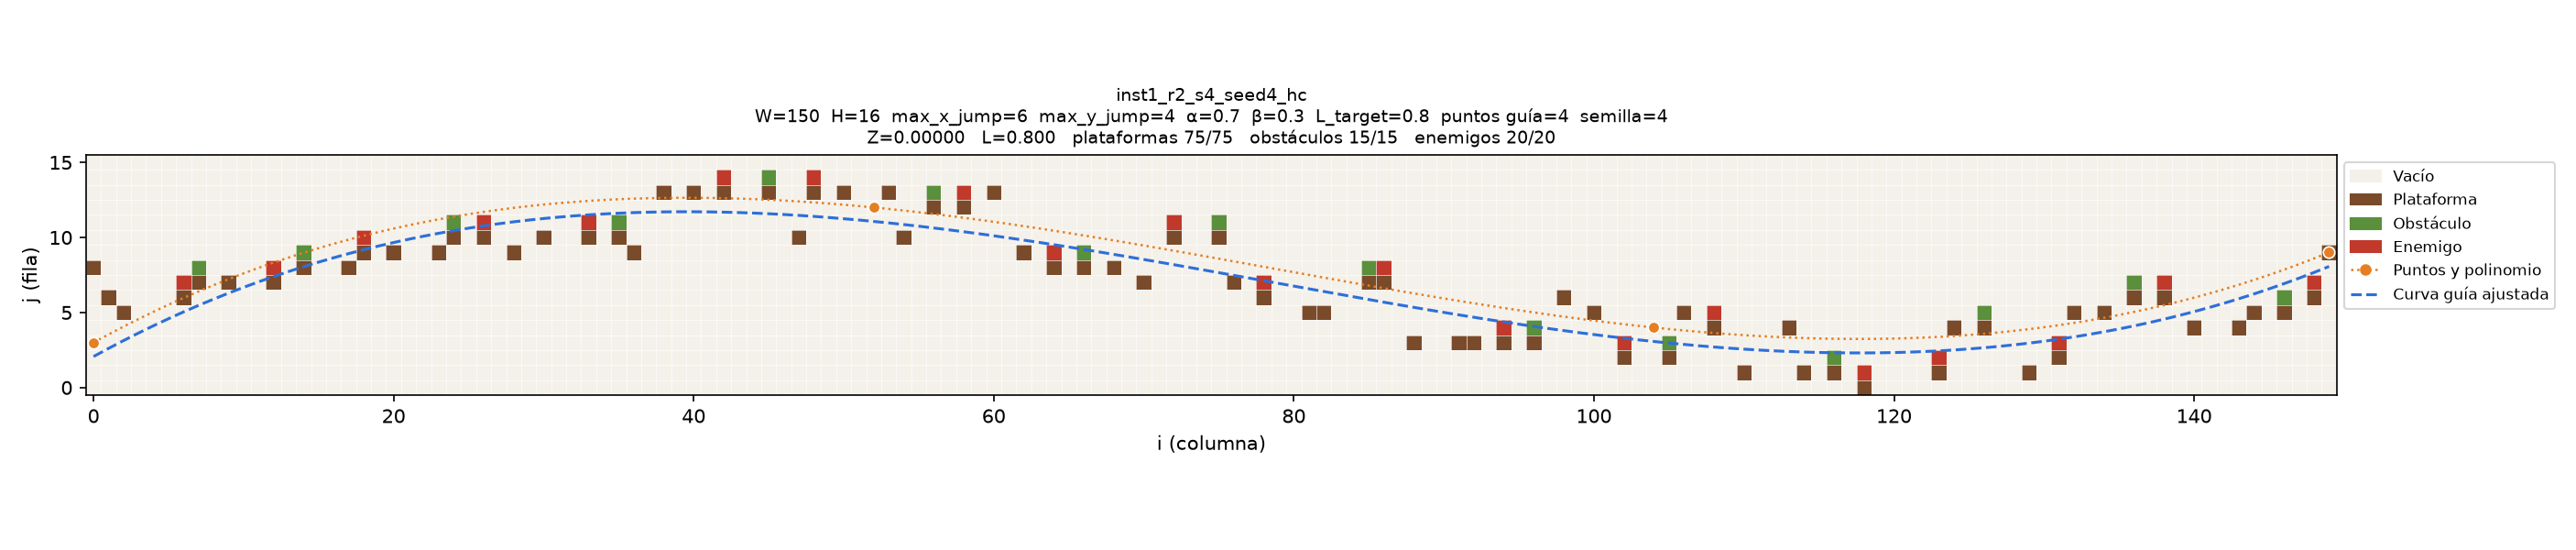 inst1_r2_s4_seed4_hc
W=150 H=16 max_x_jump=6 max_y_jump=4 α=0.7 β=0.3 L_target=0.8 puntos guía=4 semilla=4
Z=0.00000 L=0.800 plataformas 75/75 obstáculos 15/15 enemigos 20/20
j (fila)
15
10
5
0
0 20 40 60 80 100 120 140
i (columna)
Vacío
Plataforma
Obstáculo
Enemigo
Puntos y polinomio
Curva guía ajustada